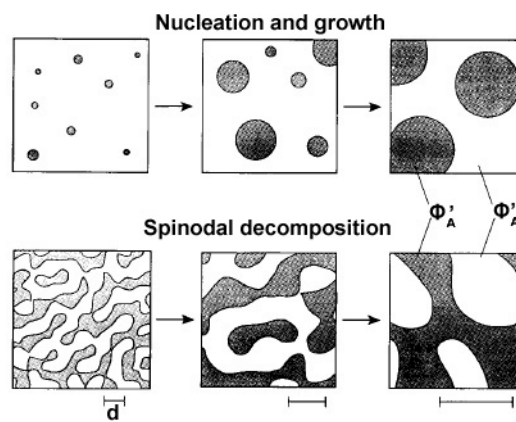 Nucleation and growth
Φ'A Φ'A
Spinodal decomposition
d